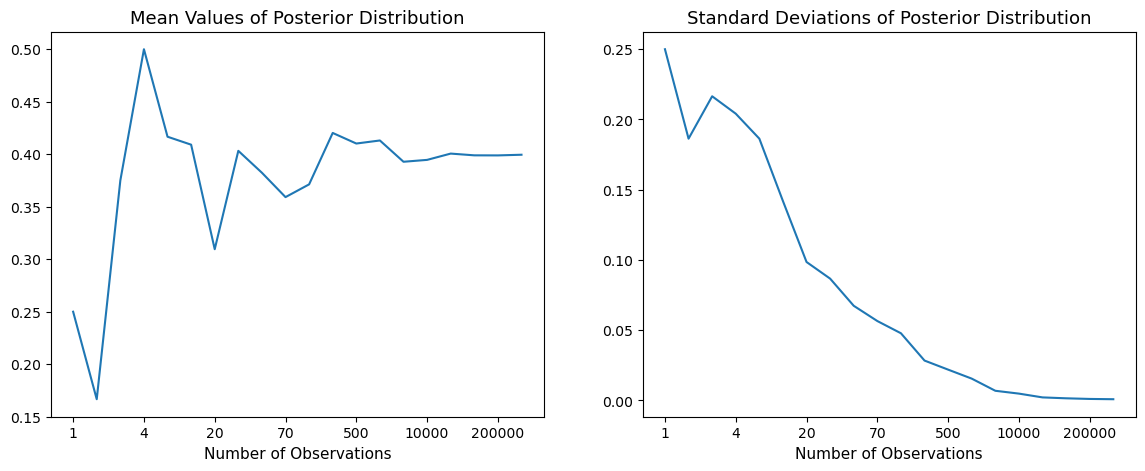 Mean Values of Posterior Distribution
0.50
0.45
0.40
0.35
0.30
0.25
0.20
0.15
1 4 20 70 500 10000 200000
Number of Observations
Standard Deviations of Posterior Distribution
0.25
0.20
0.15
0.10
0.05
0.00
1 4 20 70 500 10000 200000
Number of Observations